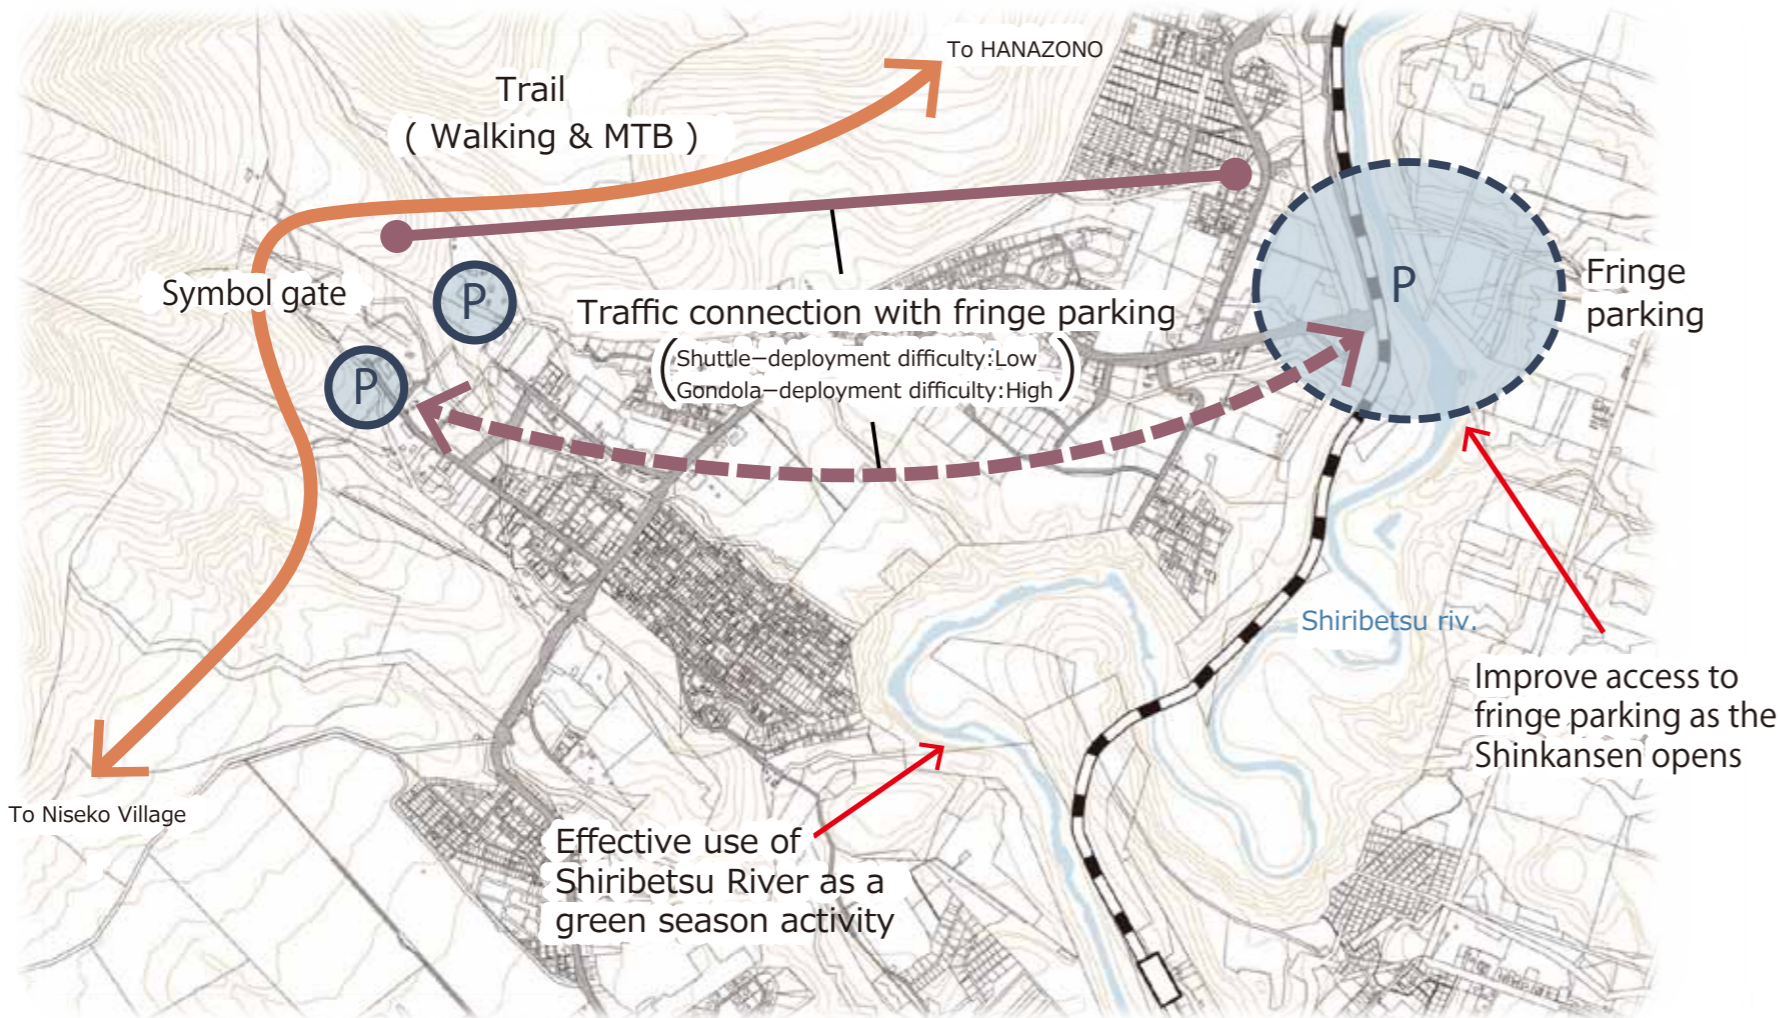 To HANAZONO
Trail
( Walking & MTB )
Symbol gate
P
P
P
Fringe
parking
Traffic connection with fringe parking
(Shuttle−deployment difficulty:Low
Gondola−deployment difficulty:High)
Shiribetsu riv.
Improve access to
fringe parking as the
Shinkansen opens
To Niseko Village
Effective use of
Shiribetsu River as a
green season activity